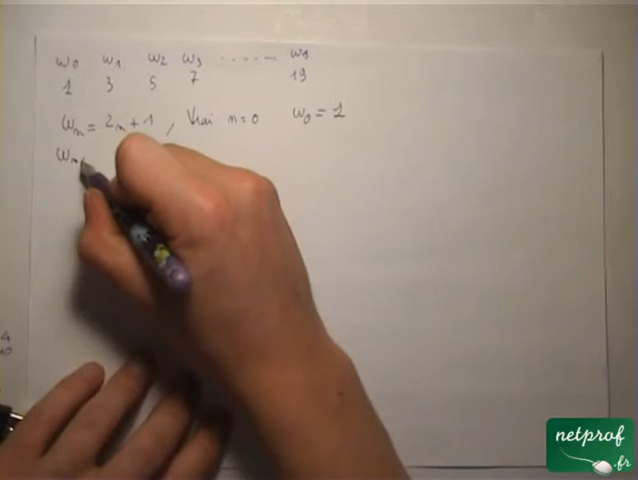 w₀ w₁ w₂ w₃ ...... w₉
1 3 5 7 19
wₙ = 2n + 1 , Vrai n = 0 w₀ = 1
wₙ
netprof
.fr